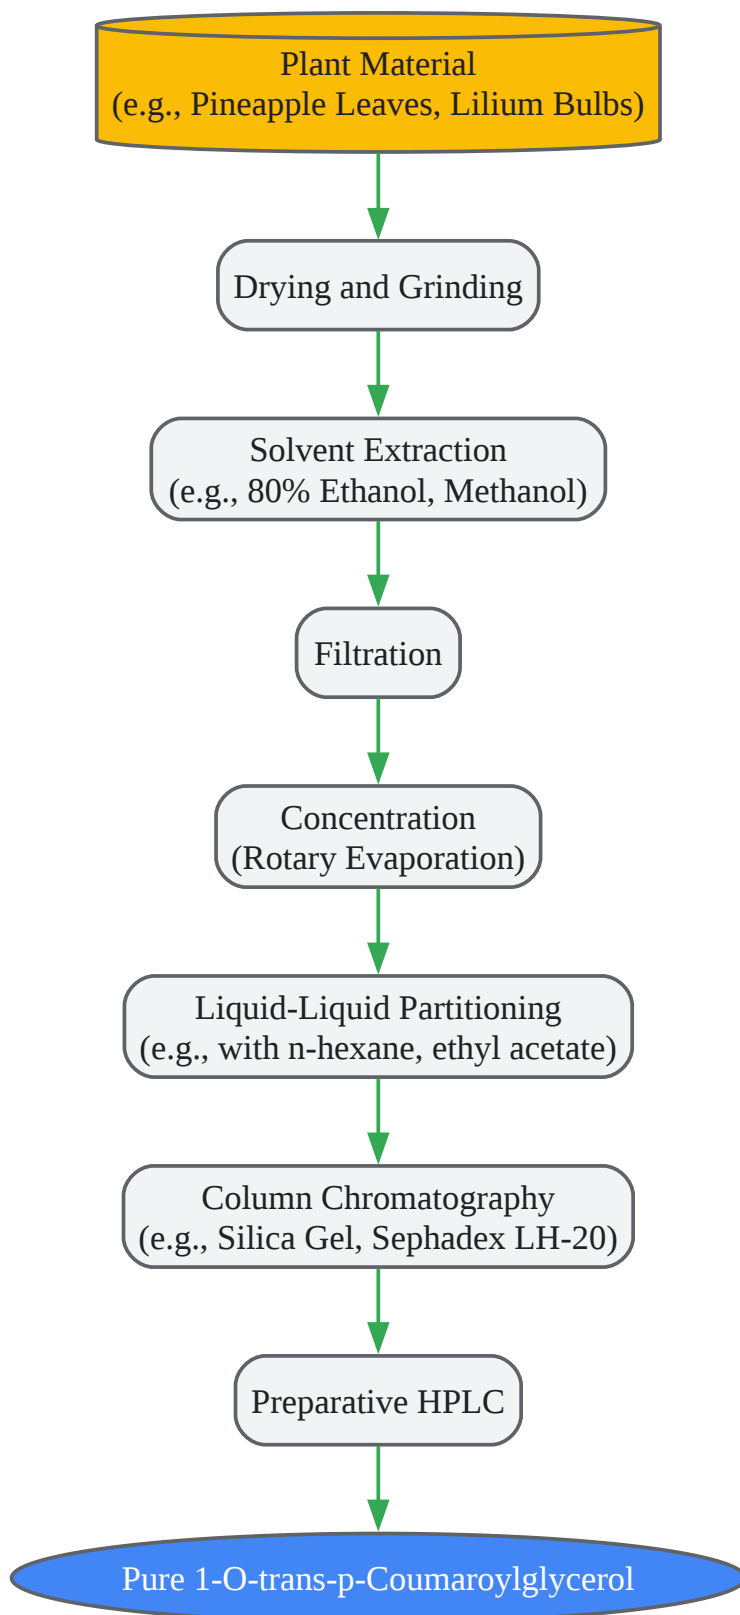 Plant Material
(e.g., Pineapple Leaves, Lilium Bulbs)
Drying and Grinding
Solvent Extraction
(e.g., 80% Ethanol, Methanol)
Filtration
Concentration
(Rotary Evaporation)
Liquid-Liquid Partitioning
(e.g., with n-hexane, ethyl acetate)
Column Chromatography
(e.g., Silica Gel, Sephadex LH-20)
Preparative HPLC
Pure 1-O-trans-p-Coumaroylglycerol